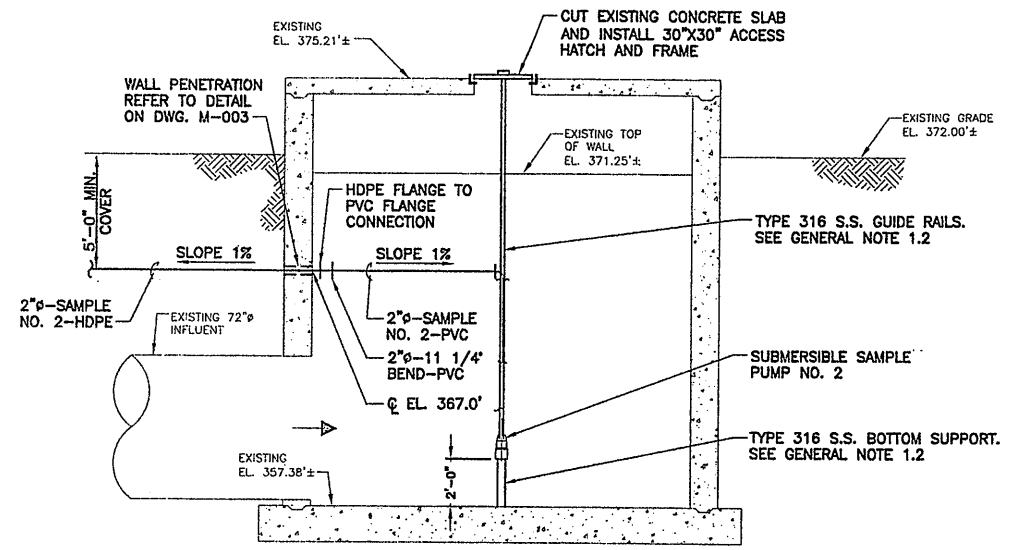 CUT EXISTING CONCRETE SLAB
AND INSTALL 30"X30" ACCESS
HATCH AND FRAME
EXISTING
EL. 375.21'±
WALL PENETRATION
REFER TO DETAIL
ON DWG. M-003
EXISTING GRADE
EL. 372.00'±
EXISTING TOP
OF WALL
EL. 371.25'±
5'-0" MIN.
COVER
HDPE FLANGE TO
PVC FLANGE
CONNECTION
TYPE 316 S.S. GUIDE RAILS.
SEE GENERAL NOTE 1.2
SLOPE 1%
SLOPE 1%
2"ø-SAMPLE
NO. 2-HDPE
2"ø-SAMPLE
NO. 2-PVC
EXISTING 72"ø
INFLUENT
2"ø-11 1/4°
BEND-PVC
SUBMERSIBLE SAMPLE
PUMP NO. 2
℄ EL. 367.0'
TYPE 316 S.S. BOTTOM SUPPORT.
SEE GENERAL NOTE 1.2
EXISTING
EL. 357.38'±
2'-0"